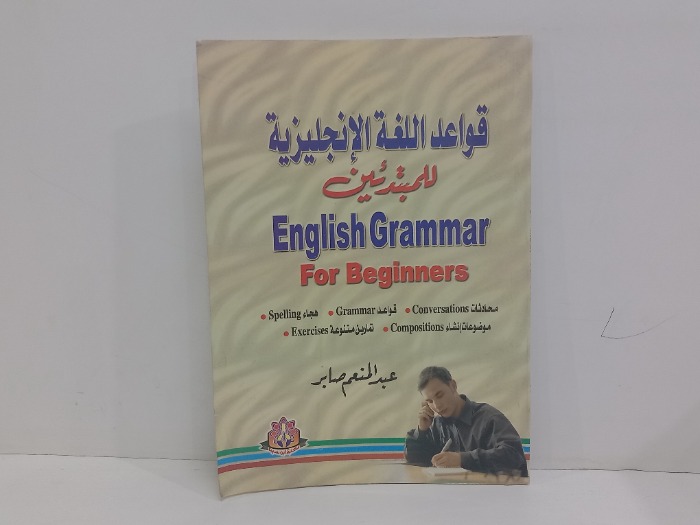 قواعد اللغة الإنجليزية
للمبتدئين
English Grammar
For Beginners
• Spelling هجاء • Grammar قواعد • Conversations محادثات
• Exercises تمارين متنوعة • Compositions موضوعات إنشاء
عبد المنعم صابر